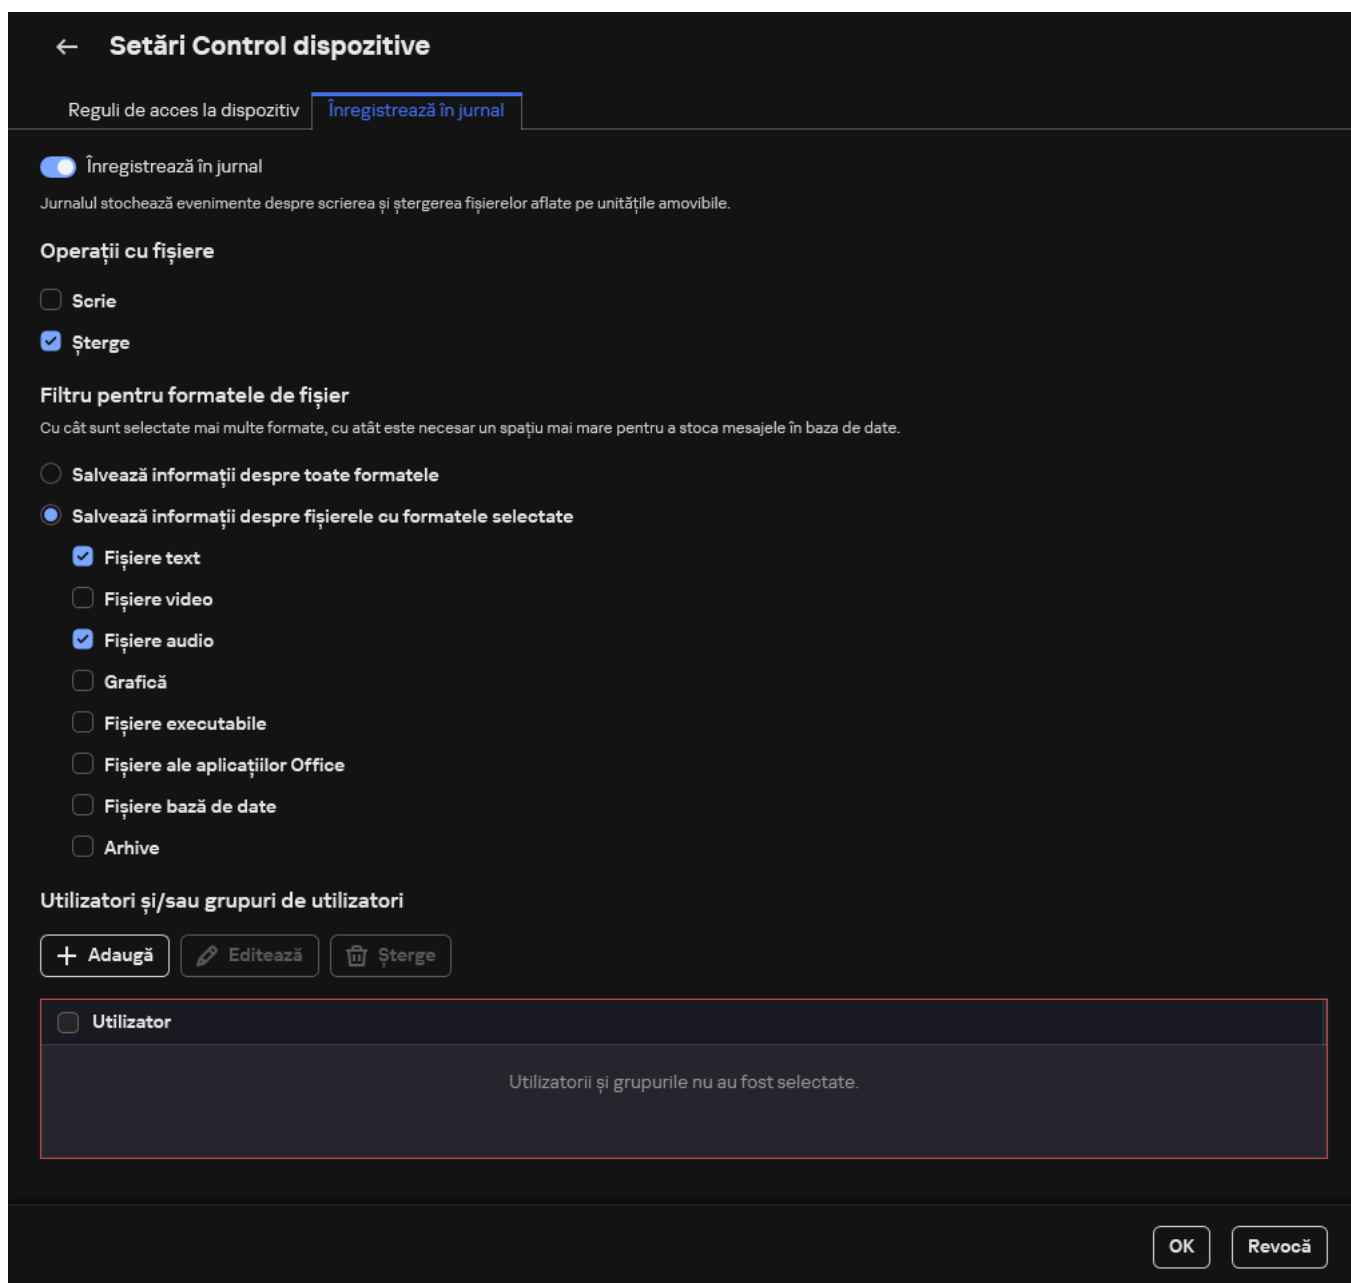 Setări Control dispozitive
Reguli de acces la dispozitiv
Înregistrează în jurnal
Înregistrează în jurnal
Jurnalul stochează evenimente despre scrierea și ștergerea fișierelor aflate pe unitățile amovibile.
Operații cu fișiere
Scrie
Șterge
Filtru pentru formatele de fișier
Cu cât sunt selectate mai multe formate, cu atât este necesar un spațiu mai mare pentru a stoca mesajele în baza de date.
Salvează informații despre toate formatele
Salvează informații despre fișierele cu formatele selectate
Fișiere text
Fișiere video
Fișiere audio
Grafică
Fișiere executabile
Fișiere ale aplicațiilor Office
Fișiere bază de date
Arhive
Utilizatori și/sau grupuri de utilizatori
Adaugă
Editează
Șterge
Utilizator
Utilizatorii și grupurile nu au fost selectate.
OK
Revocă